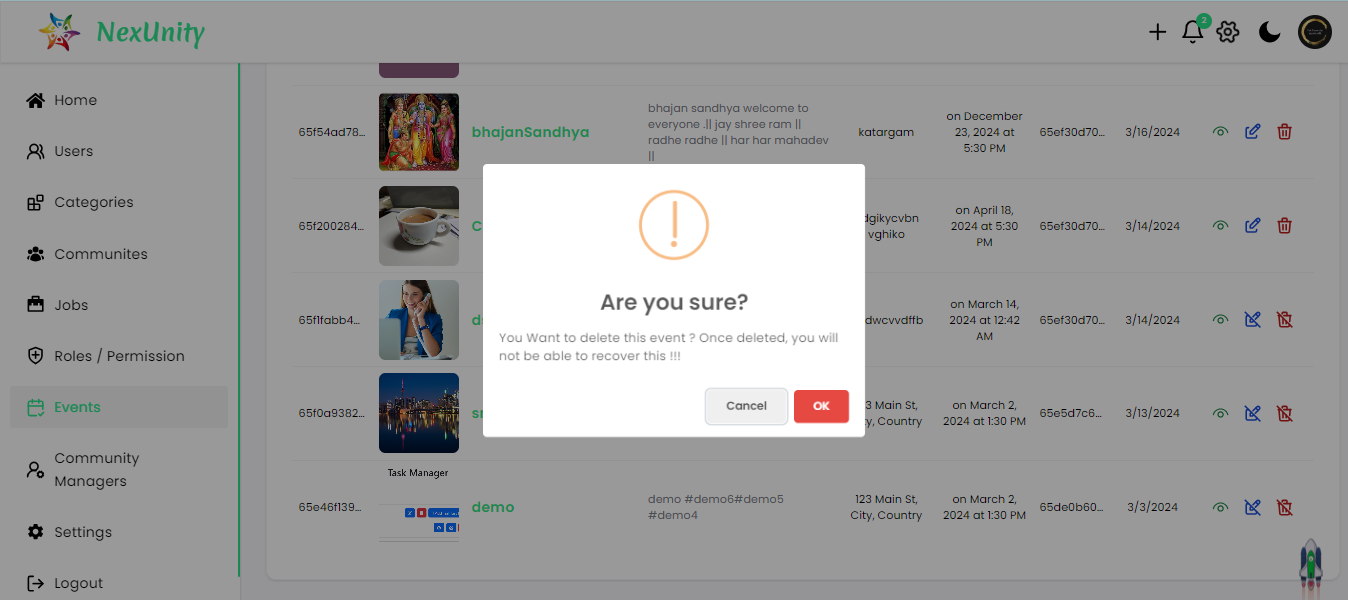 NexUnity
2
Home
Users
Categories
Communites
Jobs
Roles / Permission
Events
Community
Managers
Settings
Logout
65f54ad78...
bhajanSandhya
bhajan sandhya welcome to
everyone .|| jay shree ram ||
radhe radhe || har har mahadev
||
katargam
on December
23, 2024 at
5:30 PM
65ef30d70...
3/16/2024
65f200284...
C
dgikycvbn
vghiko
on April 18,
2024 at 5:30
PM
65ef30d70...
3/14/2024
65f1fabb4...
dwcvvdffb
on March 14,
2024 at 12:42
AM
65ef30d70...
3/14/2024
65f0a9382...
3 Main St,
y, Country
on March 2,
2024 at 1:30 PM
65e5d7c6...
3/13/2024
Task Manager
65e46f139...
demo
demo #demo6#demo5
#demo4
123 Main St,
City, Country
on March 2,
2024 at 1:30 PM
65de0b60...
3/3/2024
Are you sure?
You Want to delete this event ? Once deleted, you will
not be able to recover this !!!
Cancel
OK